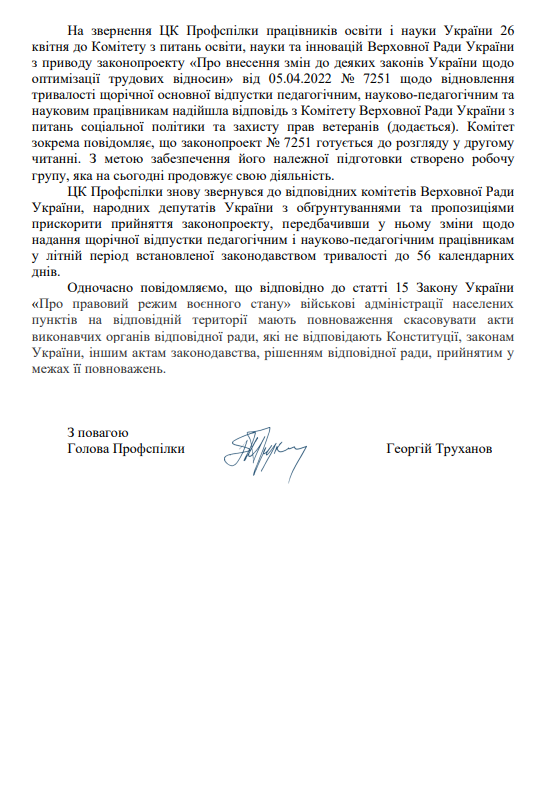 На звернення ЦК Профспілки працівників освіти і науки України 26
квітня до Комітету з питань освіти, науки та інновацій Верховної Ради України
з приводу законопроекту «Про внесення змін до деяких законів України щодо
оптимізації трудових відносин» від 05.04.2022 № 7251 щодо відновлення
тривалості щорічної основної відпустки педагогічним, науково-педагогічним та
науковим працівникам надійшла відповідь з Комітету Верховної Ради України з
питань соціальної політики та захисту прав ветеранів (додається). Комітет
зокрема повідомляє, що законопроект № 7251 готується до розгляду у другому
читанні. З метою забезпечення його належної підготовки створено робочу
групу, яка на сьогодні продовжує свою діяльність.
ЦК Профспілки знову звернувся до відповідних комітетів Верховної Ради
України, народних депутатів України з обґрунтуваннями та пропозиціями
прискорити прийняття законопроекту, передбачивши у ньому зміни щодо
надання щорічної відпустки педагогічним і науково-педагогічним працівникам
у літній період встановленої законодавством тривалості до 56 календарних
днів.
Одночасно повідомляємо, що відповідно до статті 15 Закону України
«Про правовий режим воєнного стану» військові адміністрації населених
пунктів на відповідній території мають повноваження скасовувати акти
виконавчих органів відповідної ради, які не відповідають Конституції, законам
України, іншим актам законодавства, рішенням відповідної ради, прийнятим у
межах її повноважень.
З повагою
Голова Профспілки Георгій Труханов